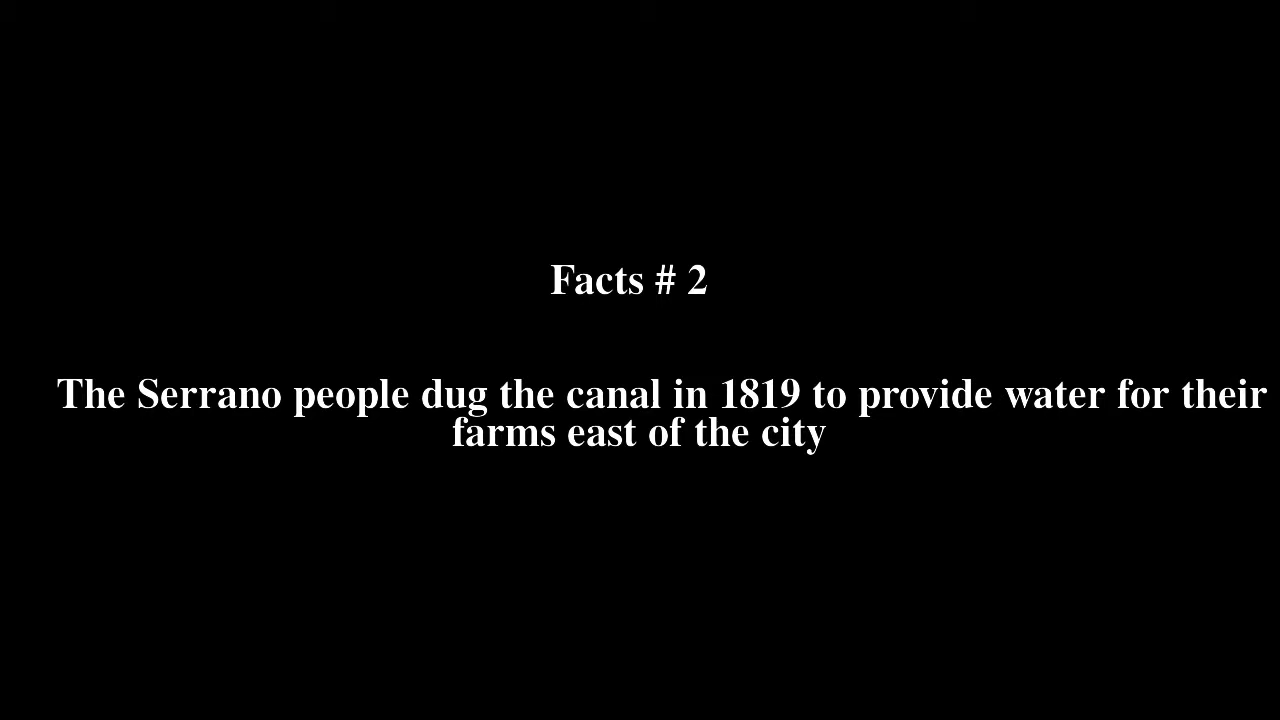 Facts # 2
The Serrano people dug the canal in 1819 to provide water for their
farms east of the city